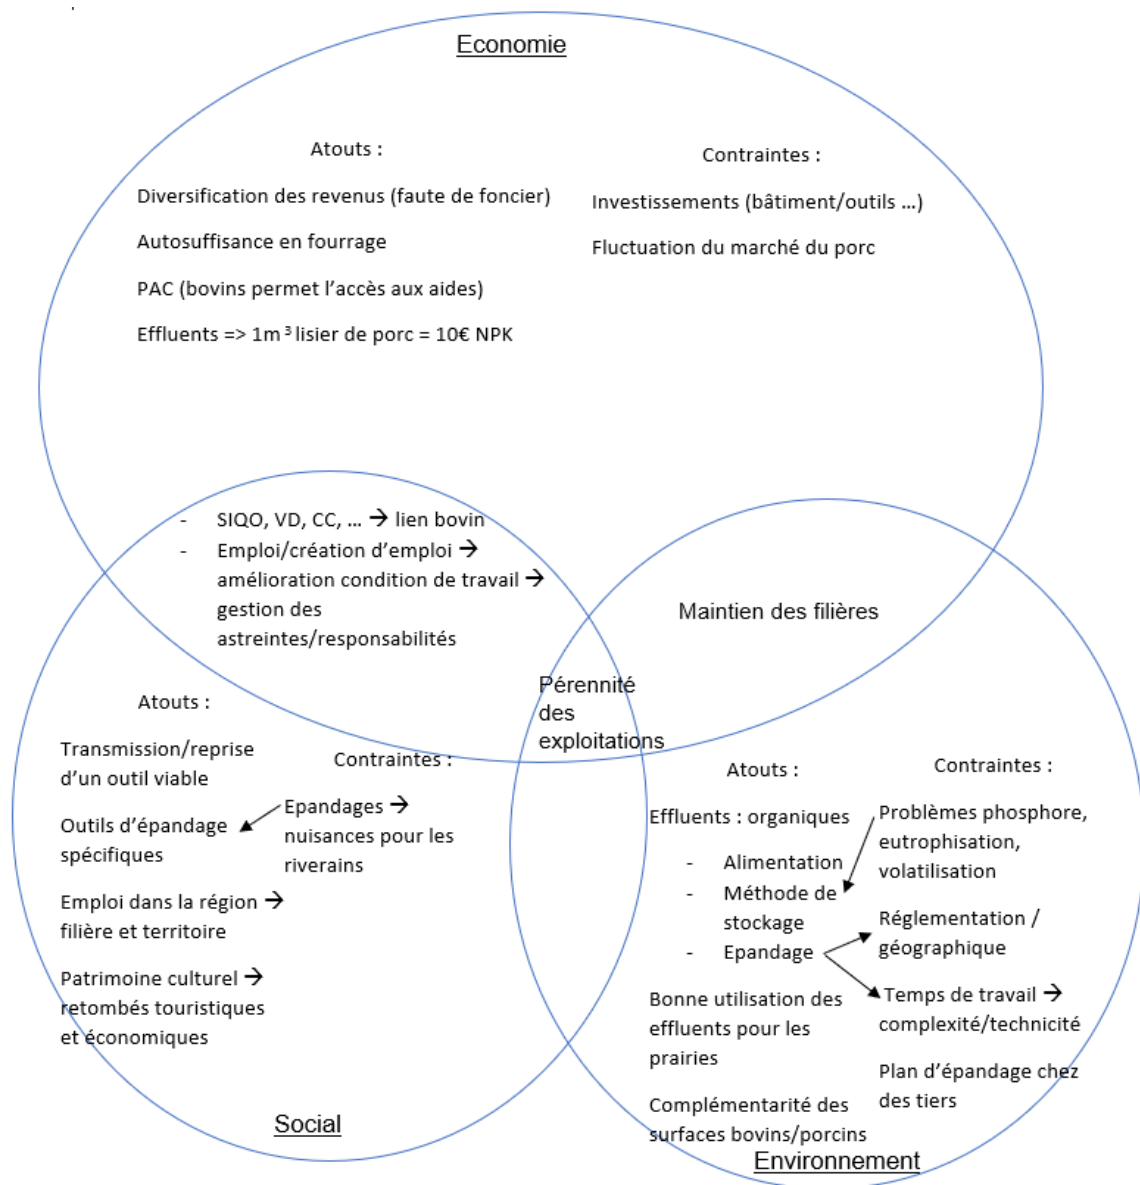 Economie
Atouts :
Diversification des revenus (faute de foncier)
Autosuffisance en fourrage
PAC (bovins permet l’accès aux aides)
Effluents => 1m³ lisier de porc = 10€ NPK
Contraintes :
Investissements (bâtiment/outils …)
Fluctuation du marché du porc
- SIQO, VD, CC, … → lien bovin
- Emploi/création d’emploi →
amélioration condition de travail →
gestion des
astreintes/responsabilités
Maintien des filières
Pérennité
des
exploitations
Atouts :
Transmission/reprise
d’un outil viable
Outils d’épandage
spécifiques
Emploi dans la région →
filière et territoire
Patrimoine culturel →
retombés touristiques
et économiques
Contraintes :
Epandages →
nuisances pour les
riverains
Social
Atouts :
Effluents : organiques
- Alimentation
- Méthode de
stockage
- Epandage
Bonne utilisation des
effluents pour les
prairies
Complémentarité des
surfaces bovins/porcins
Contraintes :
Problèmes phosphore,
eutrophisation,
volatilisation
Réglementation /
géographique
Temps de travail →
complexité/technicité
Plan d’épandage chez
des tiers
Environnement